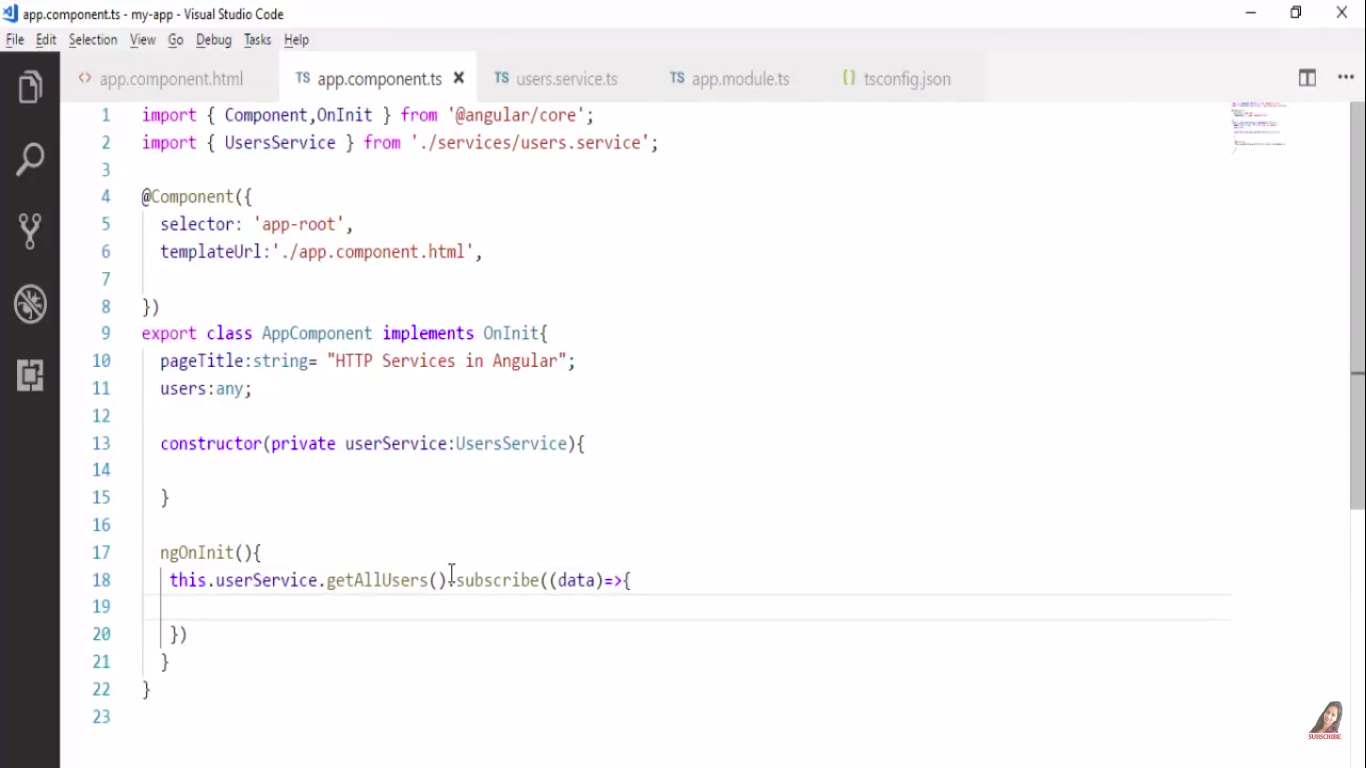 app.component.ts - my-app - Visual Studio Code
File Edit Selection View Go Debug Tasks Help
<> app.component.html TS app.component.ts TS users.service.ts TS app.module.ts {} tsconfig.json
1 import { Component,OnInit } from '@angular/core';
2 import { UsersService } from './services/users.service';
3
4 @Component({
5 selector: 'app-root',
6 templateUrl:'./app.component.html',
7
8 })
9 export class AppComponent implements OnInit{
10 pageTitle:string= "HTTP Services in Angular";
11 users:any;
12
13 constructor(private userService:UsersService){
14
15 }
16
17 ngOnInit(){
18 this.userService.getAllUsers().subscribe((data)=>{
19
20 })
21 }
22 }
23
SUBSCRIBE